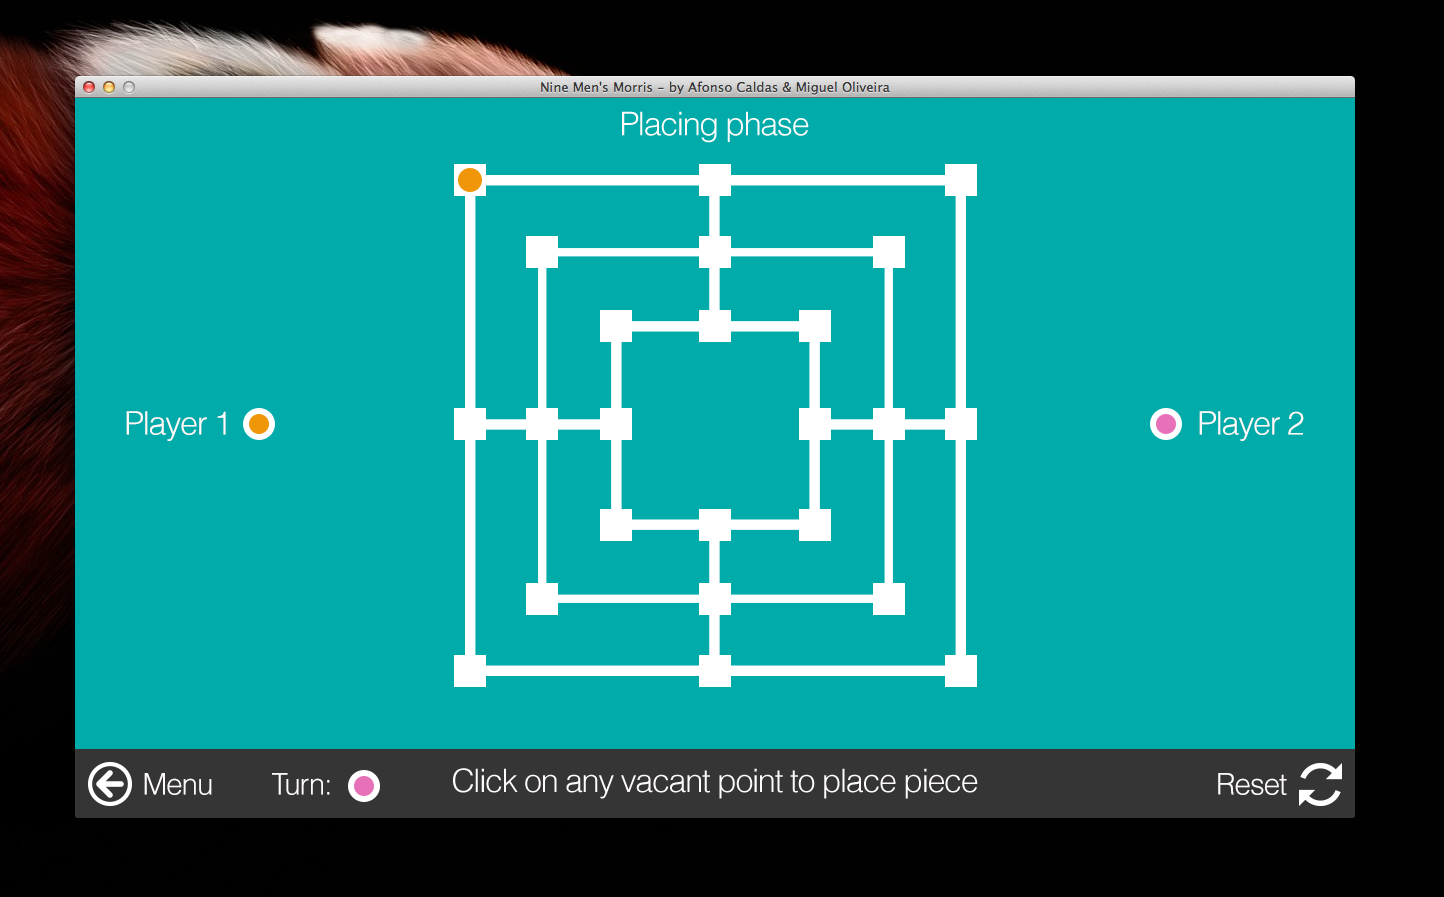 Nine Men's Morris - by Afonso Caldas & Miguel Oliveira
Placing phase
Player 1
Player 2
Menu
Turn:
Click on any vacant point to place piece
Reset